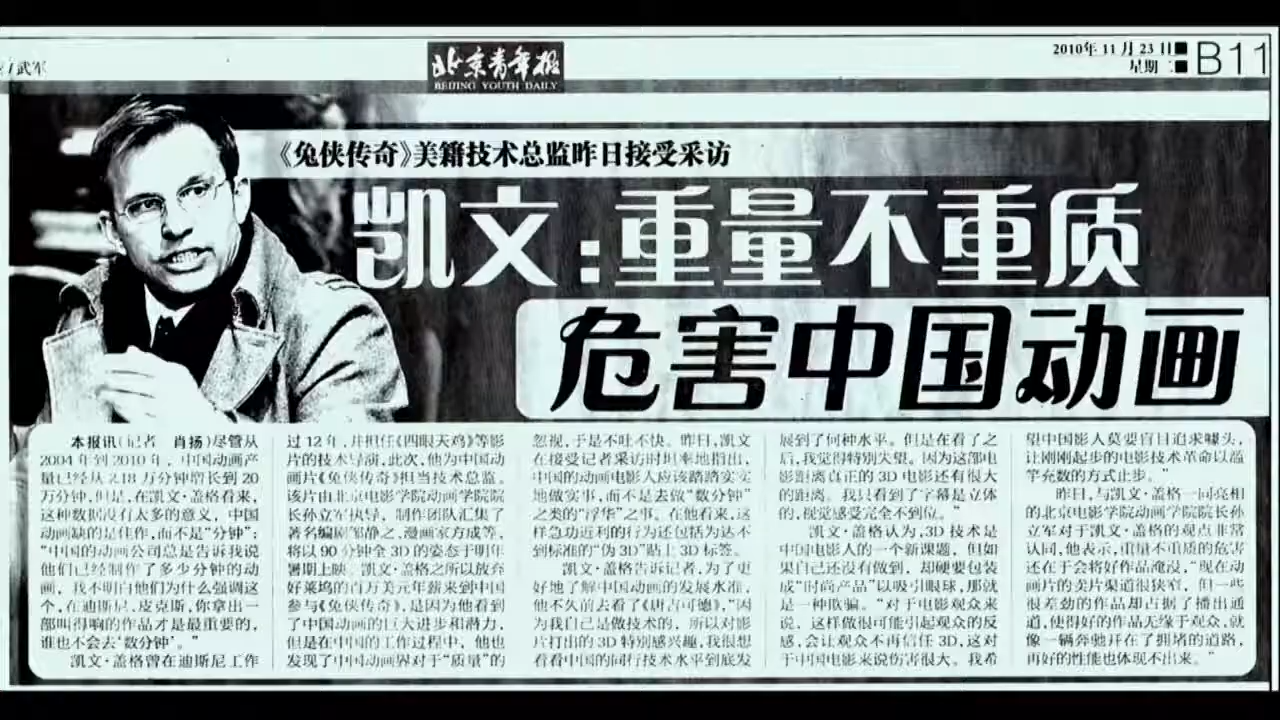 武军
北京青年报
BEIJING YOUTH DAILY
2010年11月23日
星期二
B11
《兔侠传奇》美籍技术总监昨日接受采访
凯文:重量不重质
危害中国动画
本报讯(记者 肖扬)尽管从
2004年到2010年,中国动画产
量已经从2.18万分钟增长到20
万分钟,但是,在凯文·盖格看来,
这种数据没有太多的意义,中国
动画缺的是佳作,而不是“分钟”:
“中国的动画公司总是告诉我说
他们已经制作了多少分钟的动
画,我不明白他们为什么强调这
个,在迪斯尼、皮克斯,你拿出一
部叫得响的作品才是最重要的,
谁也不会去‘数分钟’。”
凯文·盖格曾在迪斯尼工作
过12年,并担任《四眼天鸡》等影
片的技术导演,此次,他为中国动
画片《兔侠传奇》担当技术总监。
该片由北京电影学院动画学院院
长孙立军执导,制作团队汇集了
著名编剧邹静之、漫画家方成等,
将以90分钟全3D的姿态于明年
暑期上映。凯文·盖格之所以放弃
好莱坞的百万美元年薪来到中国
参与《兔侠传奇》,是因为他看到
了中国动画的巨大进步和潜力,
但是在中国的工作过程中,他也
发现了中国动画界对于“质量”的
忽视,于是不吐不快。昨日,凯文
在接受记者采访时坦率地指出,
中国的动画电影人应该踏踏实实
地做实事,而不是去做“数分钟”
之类的“浮华”之事。在他看来,这
样急功近利的行为还包括为达不
到标准的“伪3D”贴上3D标签。
凯文·盖格告诉记者,为了更
好地了解中国动画的发展水准,
他不久前去看了《唐吉可德》,“因
为我自己是做技术的,所以对影
片打出的3D特别感兴趣,我很想
看看中国的同行技术水平到底发
展到了何种水平。但是在看了之
后,我觉得特别失望。因为这部电
影距离真正的3D电影还有很大
的距离。我只看到了字幕是立体
的,视觉感受完全不到位。”
凯文·盖格认为,3D技术是
中国电影人的一个新课题,但如
果自己还没有做到,却硬要包装
成“时尚产品”以吸引眼球,那就
是一种欺骗。“对于电影观众来
说,这样做很可能引起观众的反
感,会让观众不再信任3D,这对
于中国电影来说伤害很大。我希
望中国影人莫要盲目追求噱头,
让刚刚起步的电影技术革命以滥
竽充数的方式止步。”
昨日,与凯文·盖格一同亮相
的北京电影学院动画学院院长孙
立军对于凯文·盖格的观点非常
认同,他表示,重量不重质的危害
还在于会将好作品淹没,“现在动
画片的卖片渠道很狭窄,但一些
很差劲的作品却占据了播出通
道,使得好的作品无缘于观众,就
像一辆奔驰开在了拥堵的道路,
再好的性能也体现不出来。”